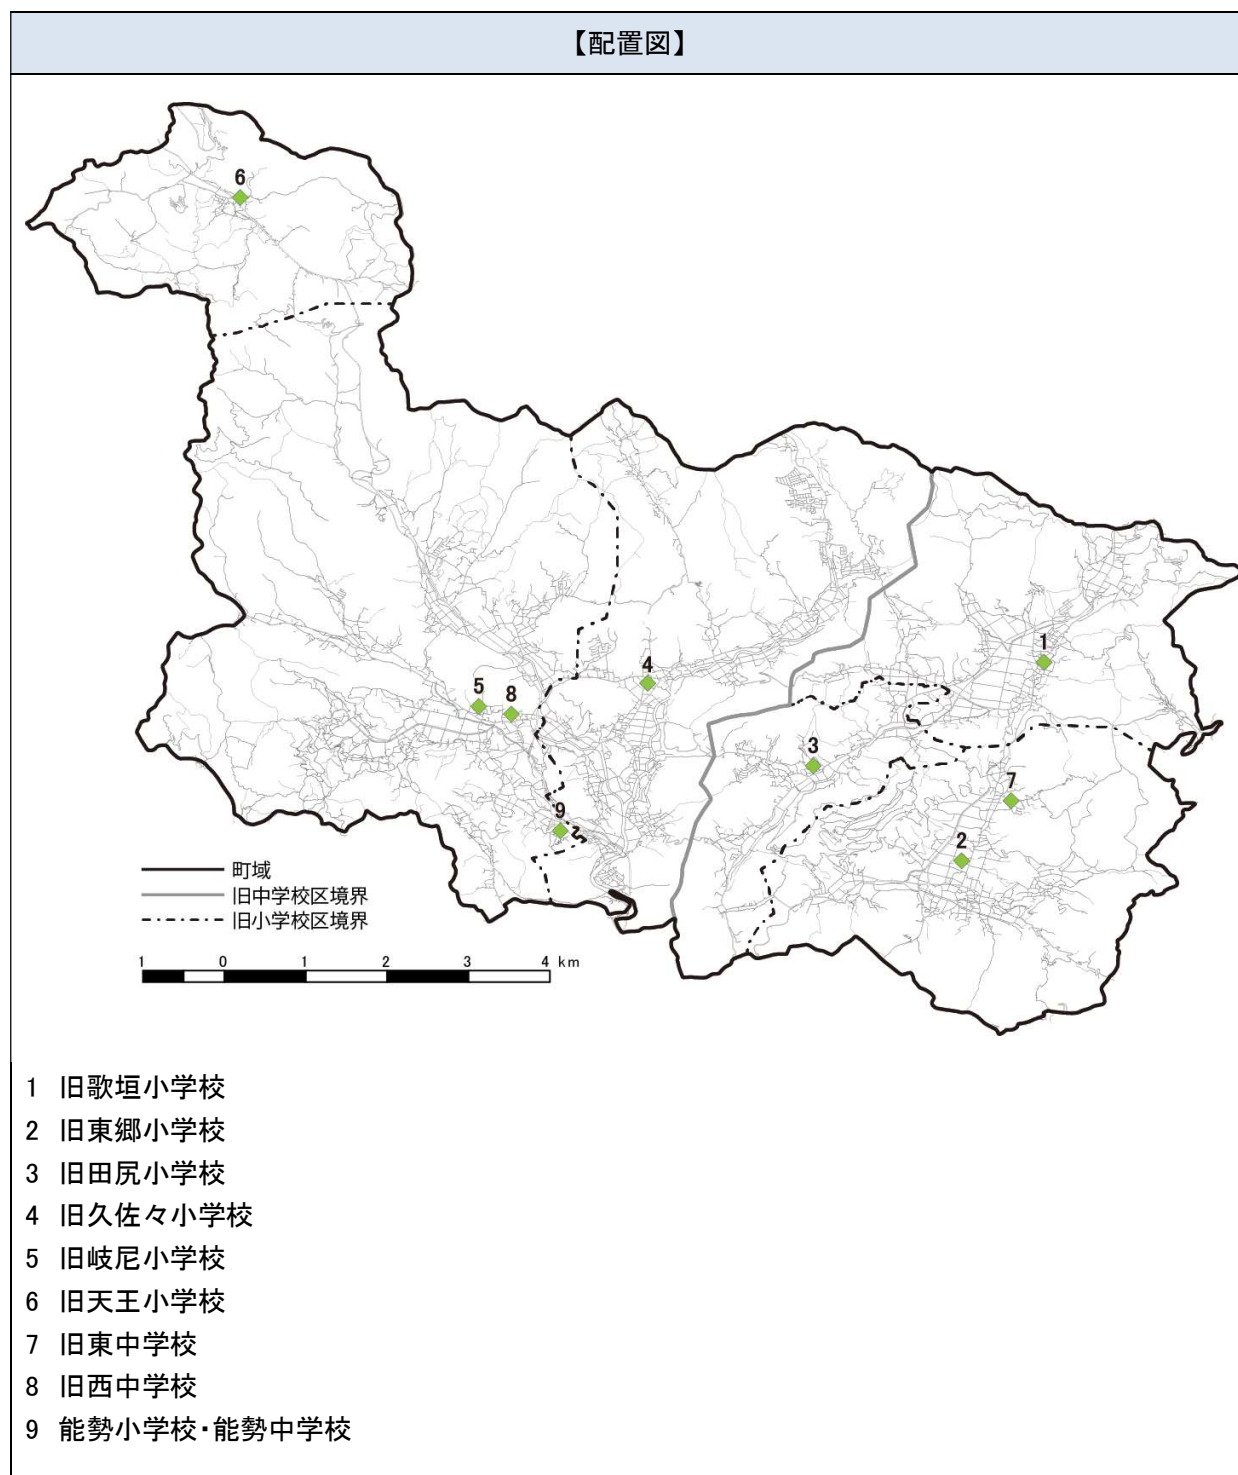 【配置図】
6
1
4
5
8
3
7
9
2
町域
旧中学校区境界
旧小学校区境界
1 0 1 2 3 4 km
1 旧歌垣小学校
2 旧東郷小学校
3 旧田尻小学校
4 旧久佐々小学校
5 旧岐尼小学校
6 旧天王小学校
7 旧東中学校
8 旧西中学校
9 能勢小学校・能勢中学校